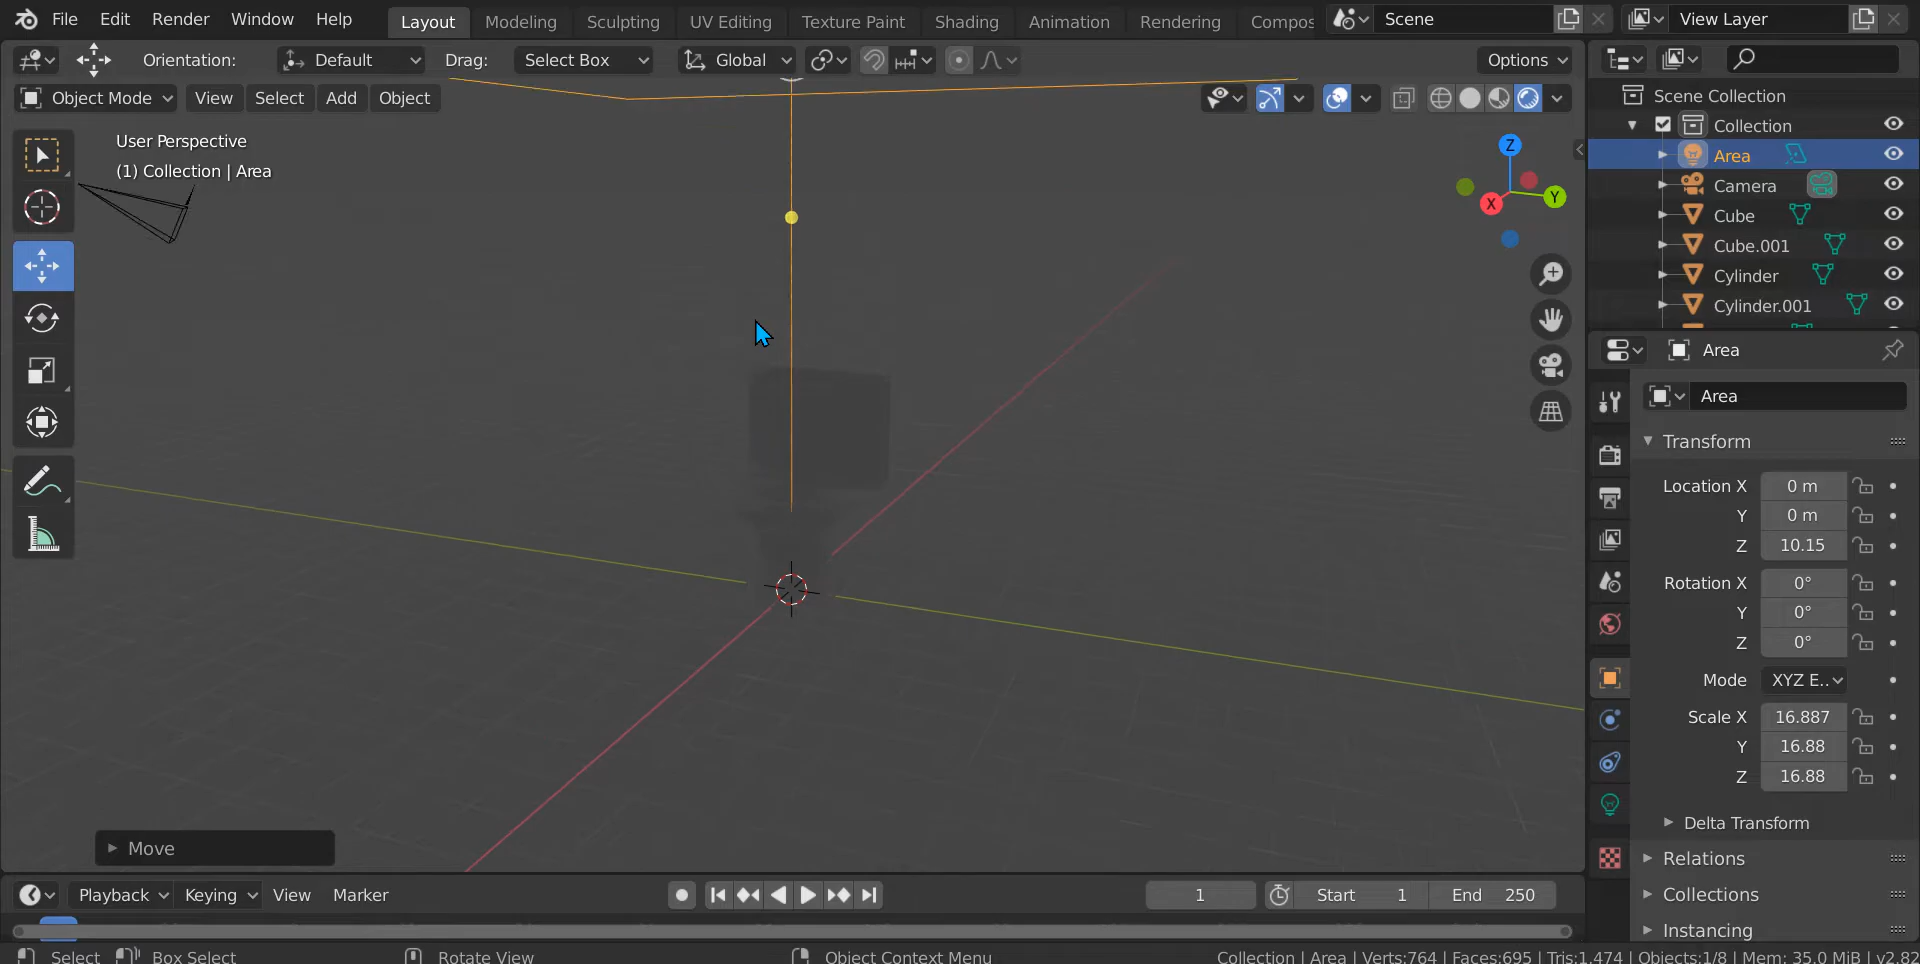 File Edit Render Window Help Layout Modeling Sculpting UV Editing Texture Paint Shading Animation Rendering Compos Scene View Layer
Orientation: Default Drag: Select Box Global Options
Object Mode View Select Add Object
User Perspective
(1) Collection | Area
Z
Y
X
Scene Collection
Collection
Area
Camera
Cube
Cube.001
Cylinder
Cylinder.001
Area
Area
Transform
Location X 0 m
Y 0 m
Z 10.15
Rotation X 0°
Y 0°
Z 0°
Mode XYZ E..
Scale X 16.887
Y 16.88
Z 16.88
Delta Transform
Relations
Collections
Instancing
Move
Playback Keying View Marker 1 Start 1 End 250
Select Box Select Rotate View Object Context Menu Collection | Area | Verts:764 | Faces:695 | Tris:1,474 | Objects:1/8 | Mem: 35.0 MiB | v2.82